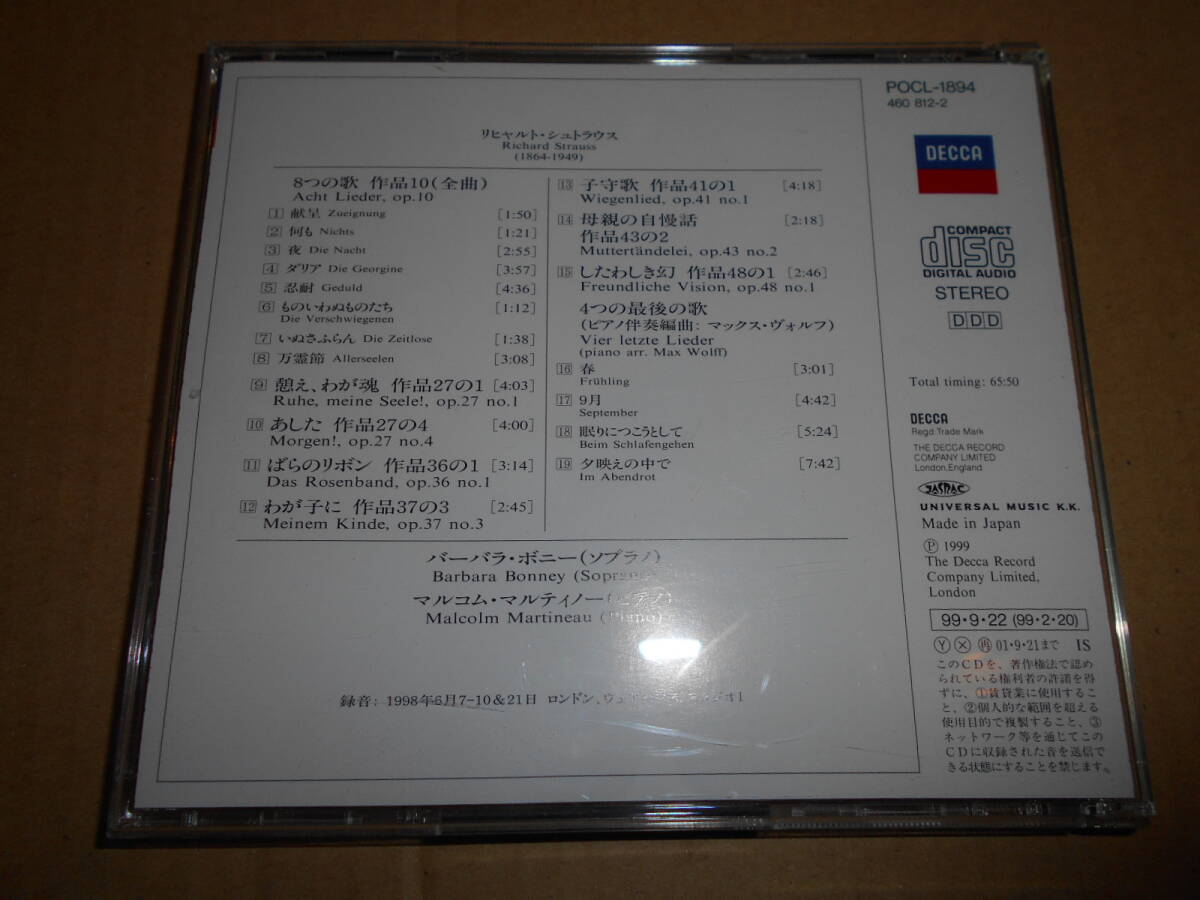 リヒャルト・シュトラウス
Richard Strauss
(1864-1949)
8つの歌 作品10(全曲)
Acht Lieder, op.10
1 献呈 Zueignung [1:50]
2 何も Nichts [1:21]
3 夜 Die Nacht [2:55]
4 ダリア Die Georgine [3:57]
5 忍耐 Geduld [4:36]
6 ものいわぬものたち [1:12]
Die Verschwiegenen
7 いぬさふらん Die Zeitlose [1:38]
8 万霊節 Allerseelen [3:08]
9 憩え、わが魂 作品27の1 [4:03]
Ruhe, meine Seele!, op.27 no.1
10 あした 作品27の4 [4:00]
Morgen!, op.27 no.4
11 ばらのリボン 作品36の1 [3:14]
Das Rosenband, op.36 no.1
12 わが子に 作品37の3 [2:45]
Meinem Kinde, op.37 no.3
13 子守歌 作品41の1 [4:18]
Wiegenlied, op.41 no.1
14 母親の自慢話 [2:18]
作品43の2
Muttertändelei, op.43 no.2
15 したわしき幻 作品48の1 [2:46]
Freundliche Vision, op.48 no.1
4つの最後の歌
(ピアノ伴奏編曲: マックス・ヴォルフ)
Vier letzte Lieder
(piano arr. Max Wolff)
16 春 [3:01]
Frühling
17 9月 [4:42]
September
18 眠りにつこうとして [5:24]
Beim Schlafengehen
19 夕映えの中で [7:42]
Im Abendrot
バーバラ・ボニー(ソプラノ)
Barbara Bonney (Soprano)
マルコム・マルティノー(ピアノ)
Malcolm Martineau (Piano)
録音: 1998年6月7-10&21日 ロンドン、
POCL-1894
460 812-2
DECCA
COMPACT
disc
DIGITAL AUDIO
STEREO
DDD
Total timing: 65:50
DECCA
Regd.Trade Mark
THE DECCA RECORD
COMPANY LIMITED
London,England
JASRAC
UNIVERSAL MUSIC K.K.
Made in Japan
Ⓟ 1999
The Decca Record
Company Limited,
London
99・9・22 (99・2・20)
Ⓨ Ⓧ 再 01・9・21まで IS
このCDを、著作権法で認め
られている権利者の許諾を得
ずに、①賃貸業に使用するこ
と、②個人的な範囲を超える
使用目的で複製すること、③
ネットワーク等を通じてこの
CDに収録された音を送信で
きる状態にすることを禁じます。